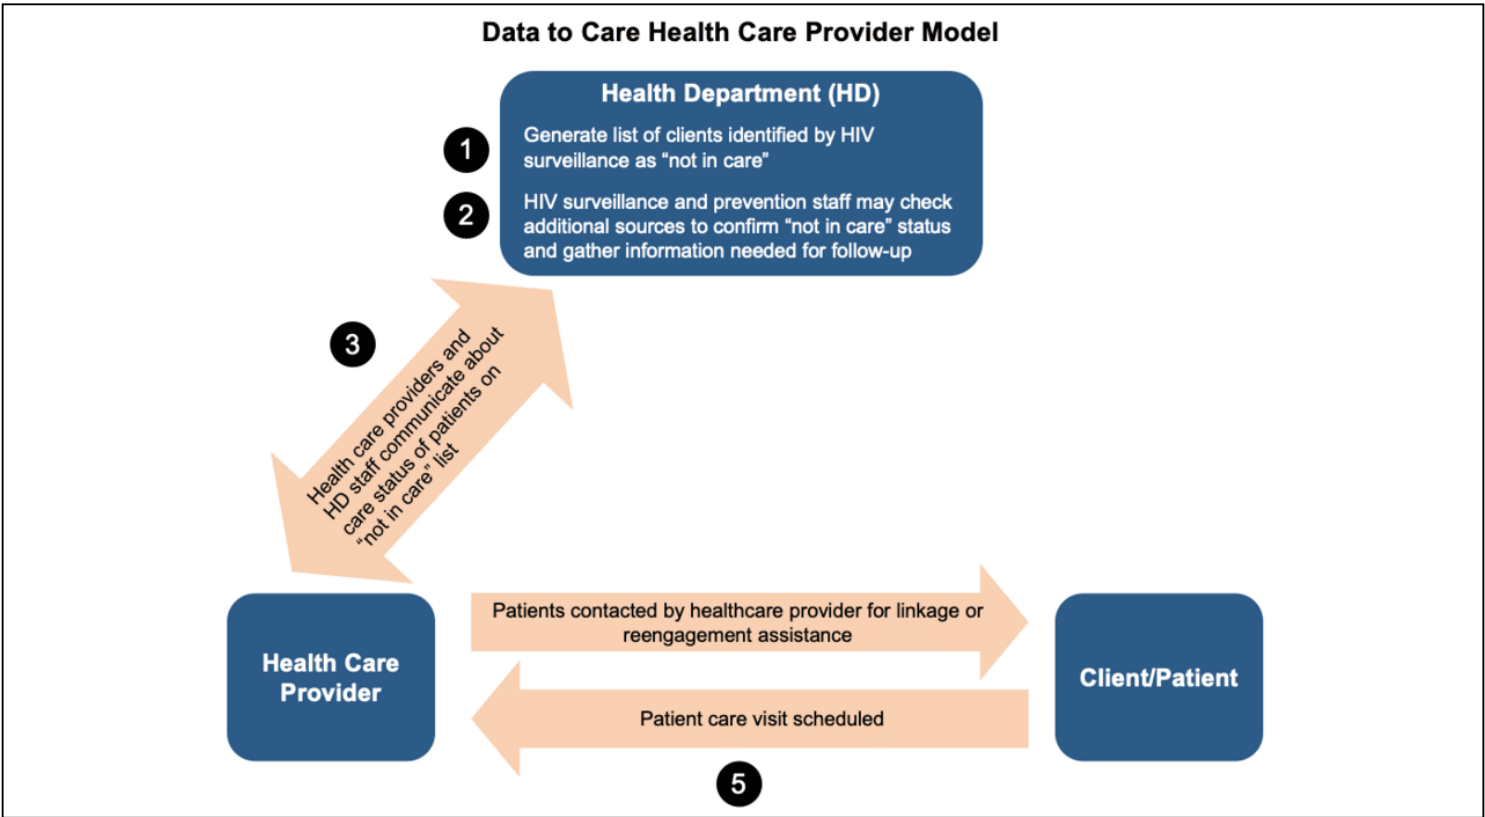 Data to Care Health Care Provider Model
Health Department (HD)
1
Generate list of clients identified by HIV
surveillance as “not in care”
2
HIV surveillance and prevention staff may check
additional sources to confirm “not in care” status
and gather information needed for follow-up
3
Health care providers and
HD staff communicate about
care status of patients on
“not in care” list
Health Care
Provider
Patients contacted by healthcare provider for linkage or
reengagement assistance
Client/Patient
Patient care visit scheduled
5